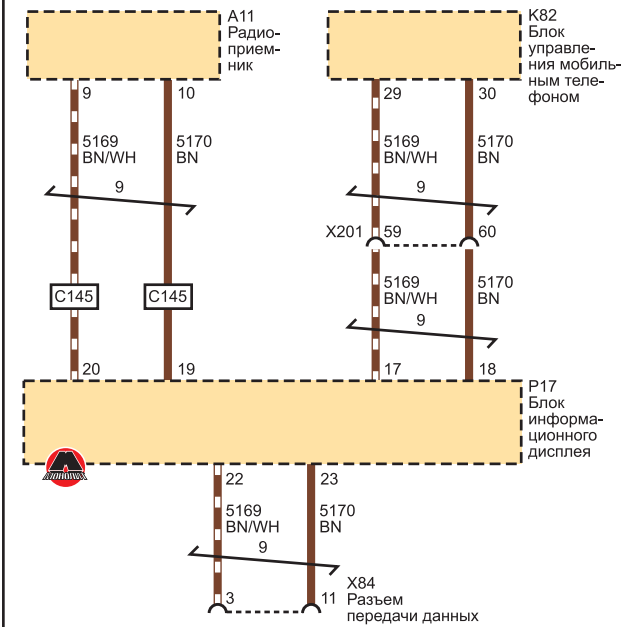 A11
Радио-
прием-
ник
K82
Блок
управле-
ния мобиль-
ным теле-
фоном
9
10
29
30
5169
BN/WH
5170
BN
5169
BN/WH
5170
BN
9
9
X201
59
60
C145
C145
5169
BN/WH
5170
BN
9
20
19
17
18
P17
Блок
информа-
ционного
дисплея
МОНОЛИТ
22
23
5169
BN/WH
5170
BN
9
3
11
X84
Разъем
передачи данных